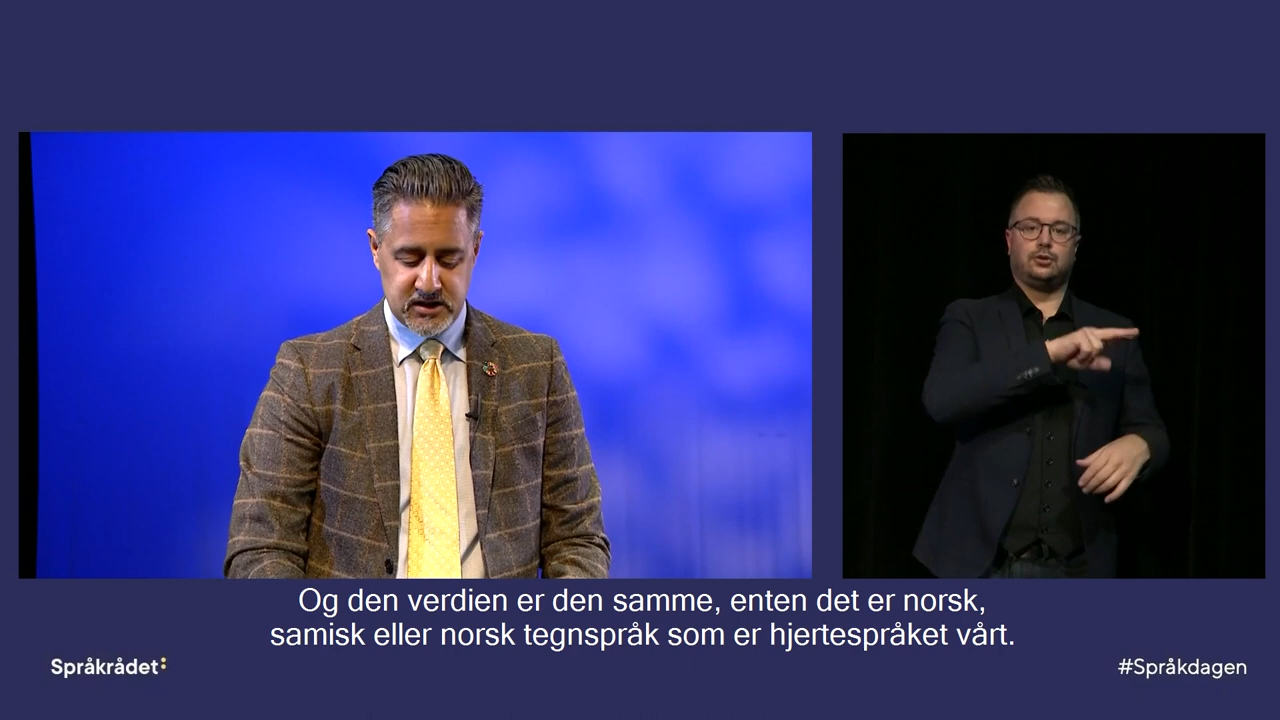 Og den verdien er den samme, enten det er norsk,
samisk eller norsk tegnspråk som er hjertespråket vårt.
Språkrådet:
#Språkdagen